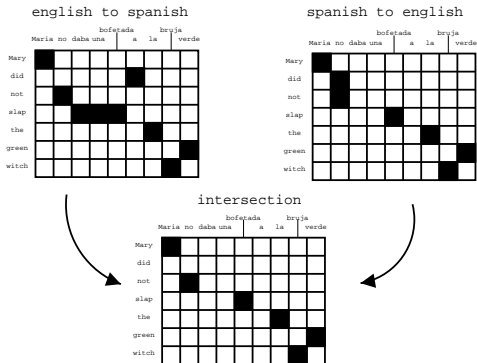 english to spanish
bofetada bruja
Maria no daba una a la verde
Mary
did
not
slap
the
green
witch
spanish to english
bofetada bruja
Maria no daba una a la verde
Mary
did
not
slap
the
green
witch
intersection
bofetada bruja
Maria no daba una a la verde
Mary
did
not
slap
the
green
witch